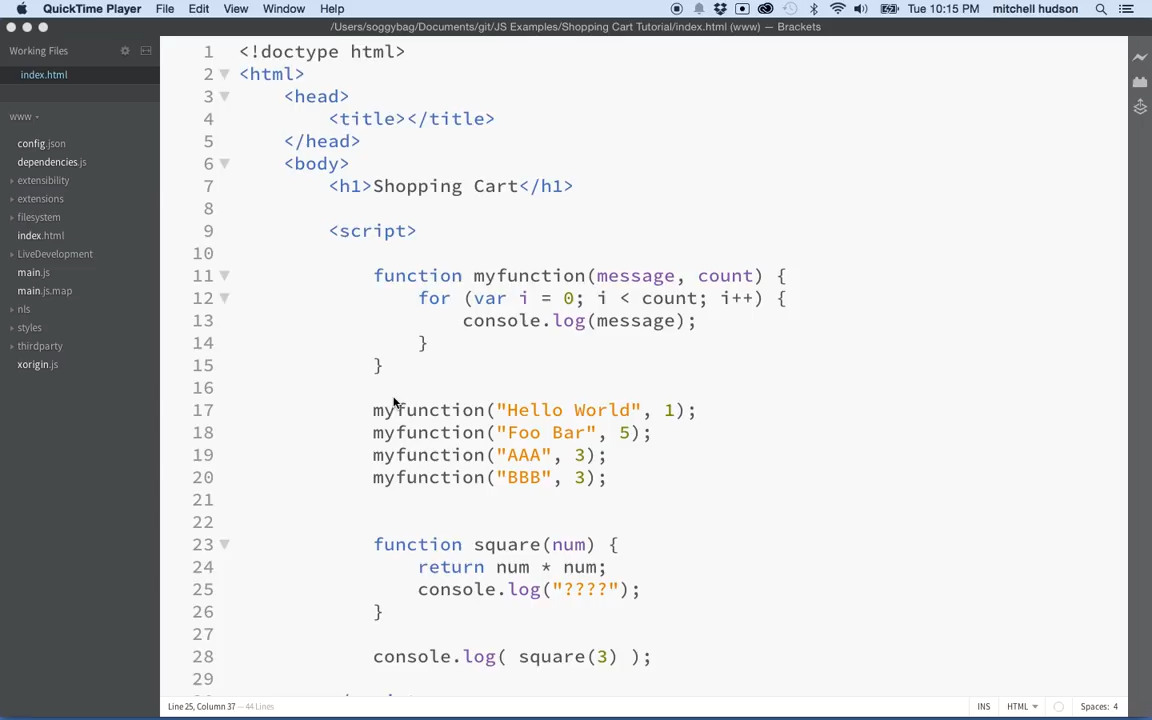 QuickTime Player File Edit View Window Help Tue 10:15 PM mitchell hudson
/Users/soggybag/Documents/git/JS Examples/Shopping Cart Tutorial/index.html (www) — Brackets
Working Files
index.html
www
config.json
dependencies.js
extensibility
extensions
filesystem
index.html
LiveDevelopment
main.js
main.js.map
nls
styles
thirdparty
xorigin.js
1 <!doctype html>
2 <html>
3 <head>
4 <title></title>
5 </head>
6 <body>
7 <h1>Shopping Cart</h1>
8
9 <script>
10
11 function myfunction(message, count) {
12 for (var i = 0; i < count; i++) {
13 console.log(message);
14 }
15 }
16
17 myfunction("Hello World", 1);
18 myfunction("Foo Bar", 5);
19 myfunction("AAA", 3);
20 myfunction("BBB", 3);
21
22
23 function square(num) {
24 return num * num;
25 console.log("????");
26 }
27
28 console.log( square(3) );
29
Line 25, Column 37 — 44 Lines INS HTML Spaces: 4